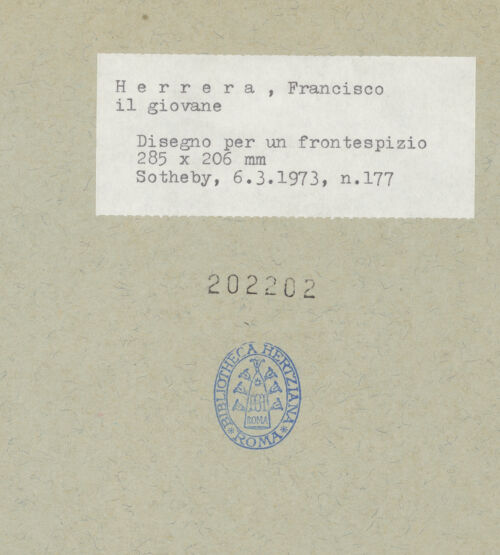 H e r r e r a , Francisco
il giovane
Disegno per un frontespizio
285 x 206 mm
Sotheby, 6.3.1973, n.177
202202
BIBLIOTHECA HERTZIANA
ROMA
*ROMA*